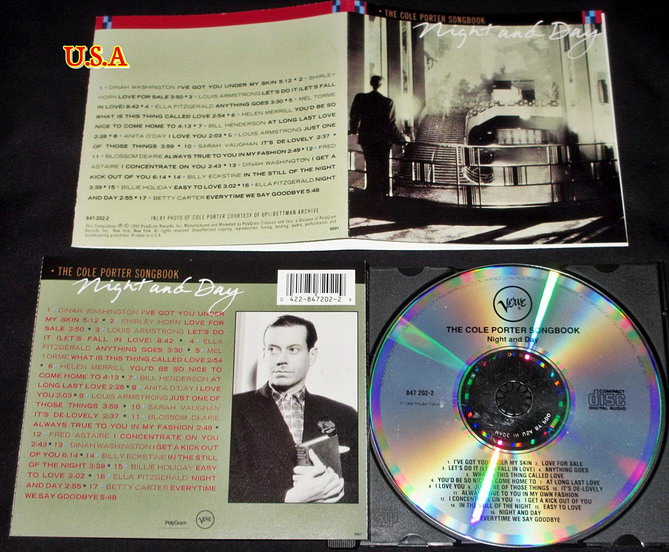 U.S.A
• THE COLE PORTER SONGBOOK
Night and Day
1 • DINAH WASHINGTON I'VE GOT YOU UNDER MY SKIN 5:12 • 2 • SHIRLEY
HORN LOVE FOR SALE 3:50 • 3 • LOUIS ARMSTRONG LET'S DO IT (LET'S FALL
IN LOVE) 8:42 • 4 • ELLA FITZGERALD ANYTHING GOES 3:30 • 5 • MEL TORME
WHAT IS THIS THING CALLED LOVE 2:54 • 6 • HELEN MERRILL YOU'D BE SO
NICE TO COME HOME TO 4:13 • 7 • BILL HENDERSON AT LONG LAST LOVE
2:28 • 8 • ANITA O'DAY I LOVE YOU 2:03 • 9 • LOUIS ARMSTRONG JUST ONE
OF THOSE THINGS 3:59 • 10 • SARAH VAUGHAN IT'S DE-LOVELY 2:37 •
11 • BLOSSOM DEARIE ALWAYS TRUE TO YOU IN MY FASHION 2:49 • 12 • FRED
ASTAIRE I CONCENTRATE ON YOU 2:43 • 13 • DINAH WASHINGTON I GET A
KICK OUT OF YOU 6:14 • 14 • BILLY ECKSTINE IN THE STILL OF THE NIGHT
3:39 • 15 • BILLIE HOLIDAY EASY TO LOVE 3:02 • 16 • ELLA FITZGERALD NIGHT
AND DAY 2:55 • 17 • BETTY CARTER EVERYTIME WE SAY GOODBYE 5:48
847-202-2
INLAY PHOTO OF COLE PORTER COURTESY OF UPI/BETTMAN ARCHIVE
• THE COLE PORTER SONGBOOK
Night and Day
0 422-847202-2 9
1 • DINAH WASHINGTON I'VE GOT YOU UNDER
MY SKIN 5:12 • 2 • SHIRLEY HORN LOVE FOR
SALE 3:50 • 3 • LOUIS ARMSTRONG LET'S DO
IT (LET'S FALL IN LOVE) 8:42 • 4 • ELLA
FITZGERALD ANYTHING GOES 3:30 • 5 • MEL
TORME WHAT IS THIS THING CALLED LOVE 2:54
• 6 • HELEN MERRILL YOU'D BE SO NICE TO
COME HOME TO 4:13 • 7 • BILL HENDERSON AT
LONG LAST LOVE 2:28 • 8 • ANITA O'DAY I LOVE
YOU 2:03 • 9 • LOUIS ARMSTRONG JUST ONE OF
THOSE THINGS 3:59 • 10 • SARAH VAUGHAN
IT'S DE-LOVELY 2:37 • 11 • BLOSSOM DEARIE
ALWAYS TRUE TO YOU IN MY FASHION 2:49 •
12 • FRED ASTAIRE I CONCENTRATE ON YOU
2:43 • 13 • DINAH WASHINGTON I GET A KICK OUT
OF YOU 6:14 • 14 • BILLY ECKSTINE IN THE STILL
OF THE NIGHT 3:39 • 15 • BILLIE HOLIDAY EASY
TO LOVE 3:02 • 16 • ELLA FITZGERALD NIGHT
AND DAY 2:55 • 17 • BETTY CARTER EVERYTIME
WE SAY GOODBYE 5:48
PolyGram
Verve
Verve
THE COLE PORTER SONGBOOK
Night and Day
847 202-2
COMPACT
disc
DIGITAL AUDIO
1. I'VE GOT YOU UNDER MY SKIN 2. LOVE FOR SALE
3. LET'S DO IT (LET'S FALL IN LOVE) 4. ANYTHING GOES
5. WHAT IS THIS THING CALLED LOVE
6. YOU'D BE SO NICE TO COME HOME TO 7. AT LONG LAST LOVE
8. I LOVE YOU 9. JUST ONE OF THOSE THINGS 10. IT'S DE-LOVELY
11. ALWAYS TRUE TO YOU IN MY OWN FASHION
12. I CONCENTRATE ON YOU 13. I GET A KICK OUT OF YOU
14. IN THE STILL OF THE NIGHT 15. EASY TO LOVE
16. NIGHT AND DAY
EVERYTIME WE SAY GOODBYE